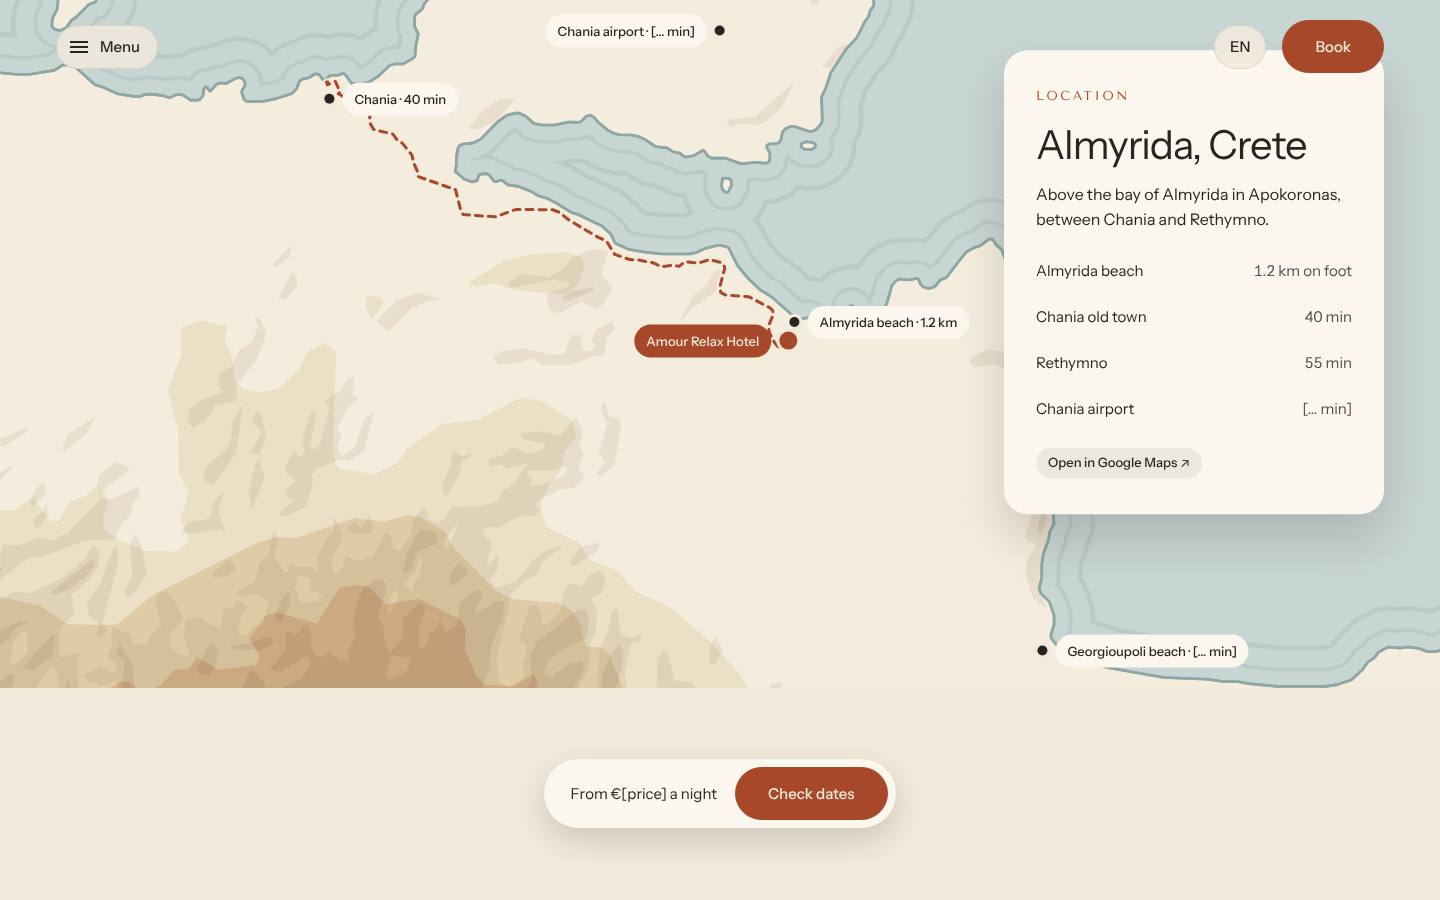 Chania airport · [... min]
Menu
EN
Book
Chania · 40 min
LOCATION
Almyrida, Crete
Above the bay of Almyrida in Apokoronas,
between Chania and Rethymno.
Almyrida beach 1.2 km on foot
Chania old town 40 min
Rethymno 55 min
Chania airport [... min]
Open in Google Maps ↗
Almyrida beach · 1.2 km
Amour Relax Hotel
Georgioupoli beach · [... min]
From €[price] a night
Check dates